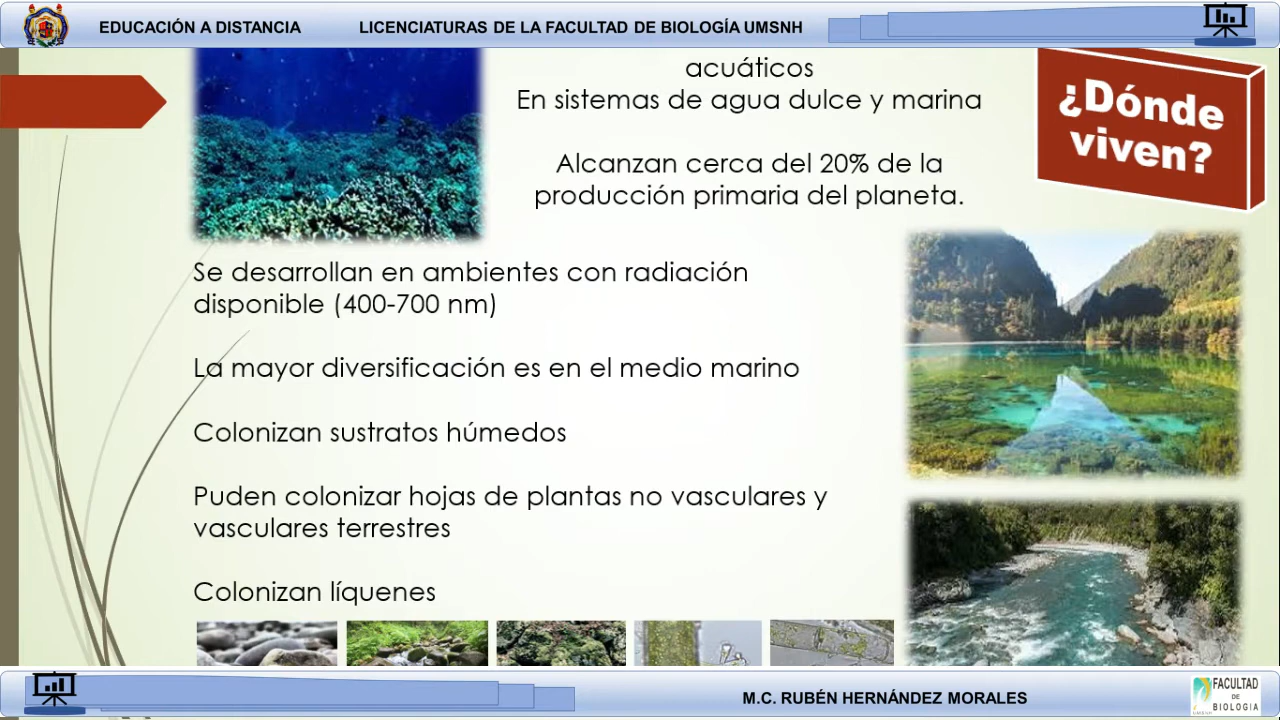 EDUCACIÓN A DISTANCIA LICENCIATURAS DE LA FACULTAD DE BIOLOGÍA UMSNH
acuáticos
En sistemas de agua dulce y marina
¿Dónde
viven?
Alcanzan cerca del 20% de la
producción primaria del planeta.
Se desarrollan en ambientes con radiación
disponible (400-700 nm)
La mayor diversificación es en el medio marino
Colonizan sustratos húmedos
Puden colonizar hojas de plantas no vasculares y
vasculares terrestres
Colonizan líquenes
M.C. RUBÉN HERNÁNDEZ MORALES
FACULTAD
DE
BIOLOGIA